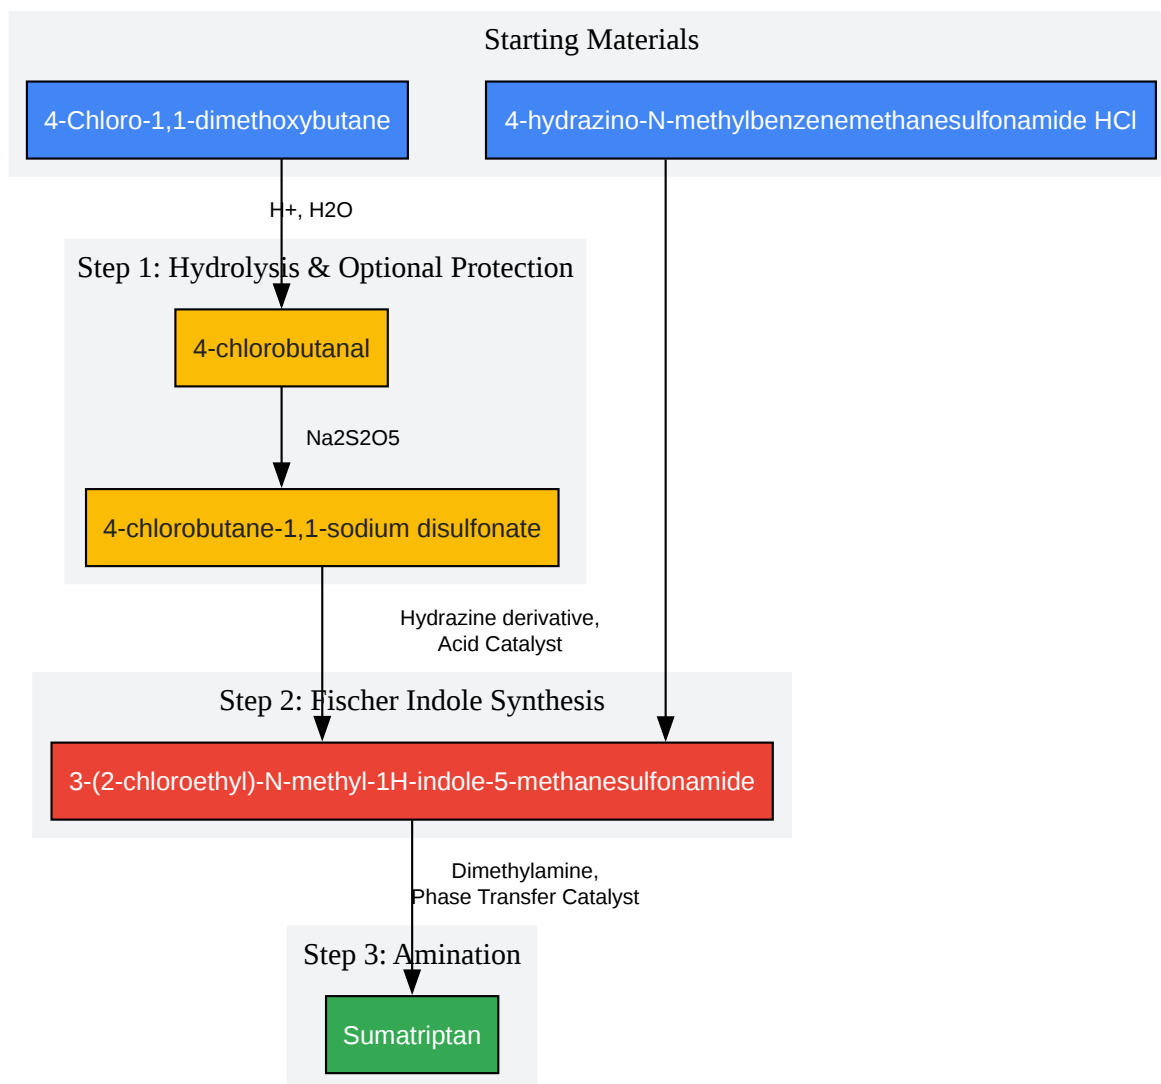 Starting Materials
4-Chloro-1,1-dimethoxybutane
4-hydrazino-N-methylbenzenemethanesulfonamide HCl
H+, H2O
Step 1: Hydrolysis & Optional Protection
4-chlorobutanal
Na2S2O5
4-chlorobutane-1,1-sodium disulfonate
Hydrazine derivative,
Acid Catalyst
Step 2: Fischer Indole Synthesis
3-(2-chloroethyl)-N-methyl-1H-indole-5-methanesulfonamide
Dimethylamine,
Phase Transfer Catalyst
Step 3: Amination
Sumatriptan